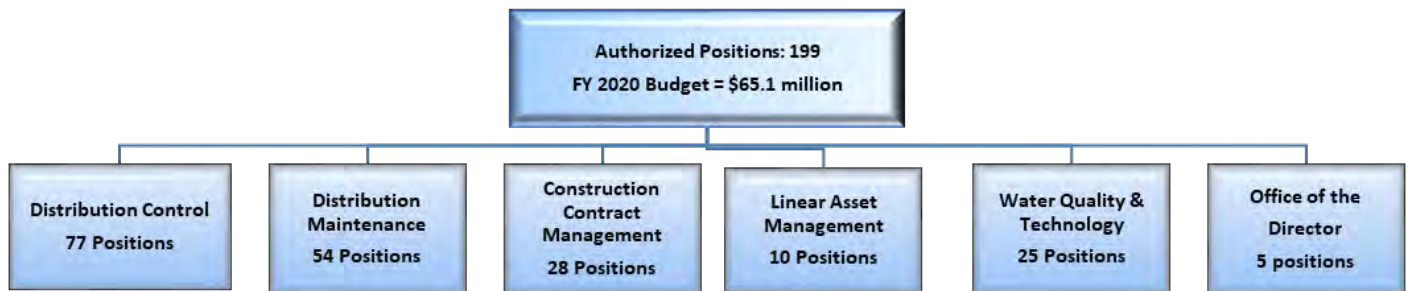 Authorized Positions: 199
FY 2020 Budget = $65.1 million
Distribution Control
77 Positions
Distribution
Maintenance
54 Positions
Construction
Contract
Management
28 Positions
Linear Asset
Management
10 Positions
Water Quality &
Technology
25 Positions
Office of the
Director
5 positions